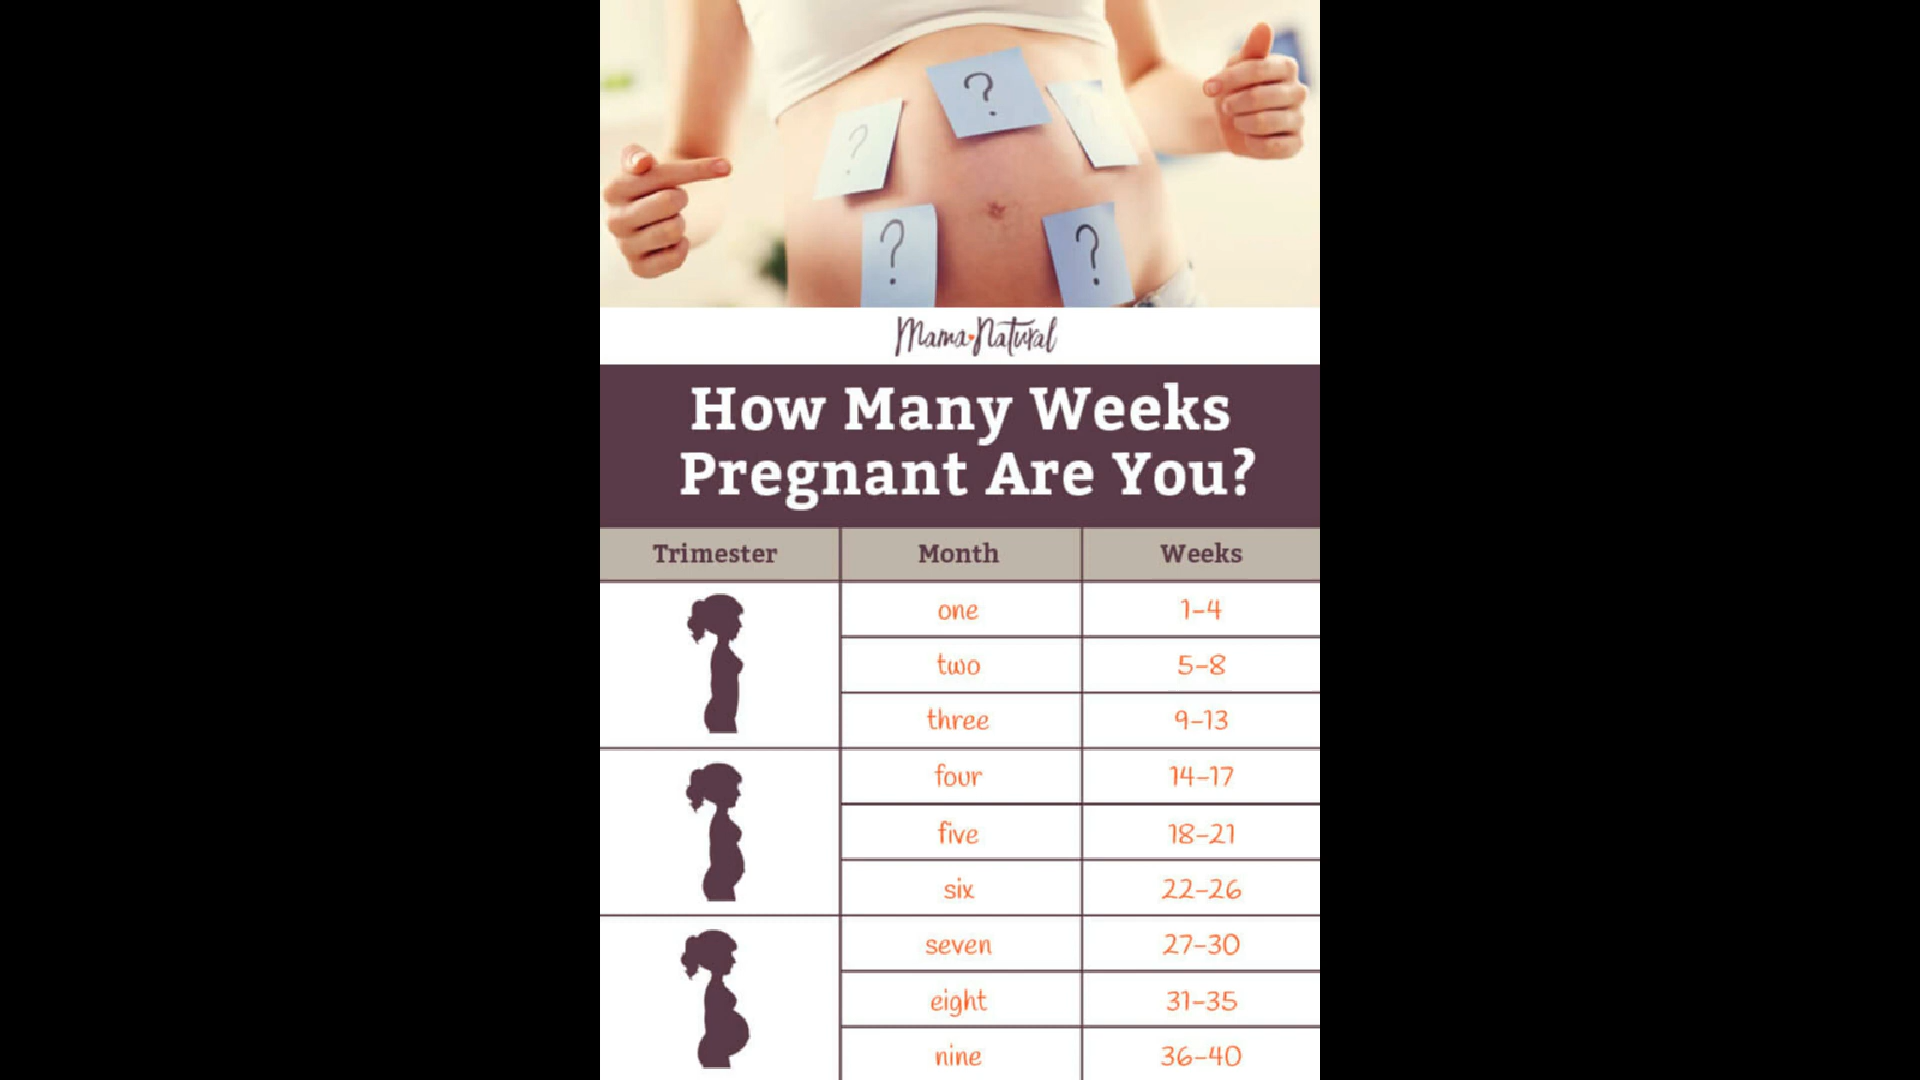 ?
?
?
?
Mama Natural
How Many Weeks
Pregnant Are You?
Trimester Month Weeks
one 1-4
two 5-8
three 9-13
four 14-17
five 18-21
six 22-26
seven 27-30
eight 31-35
nine 36-40